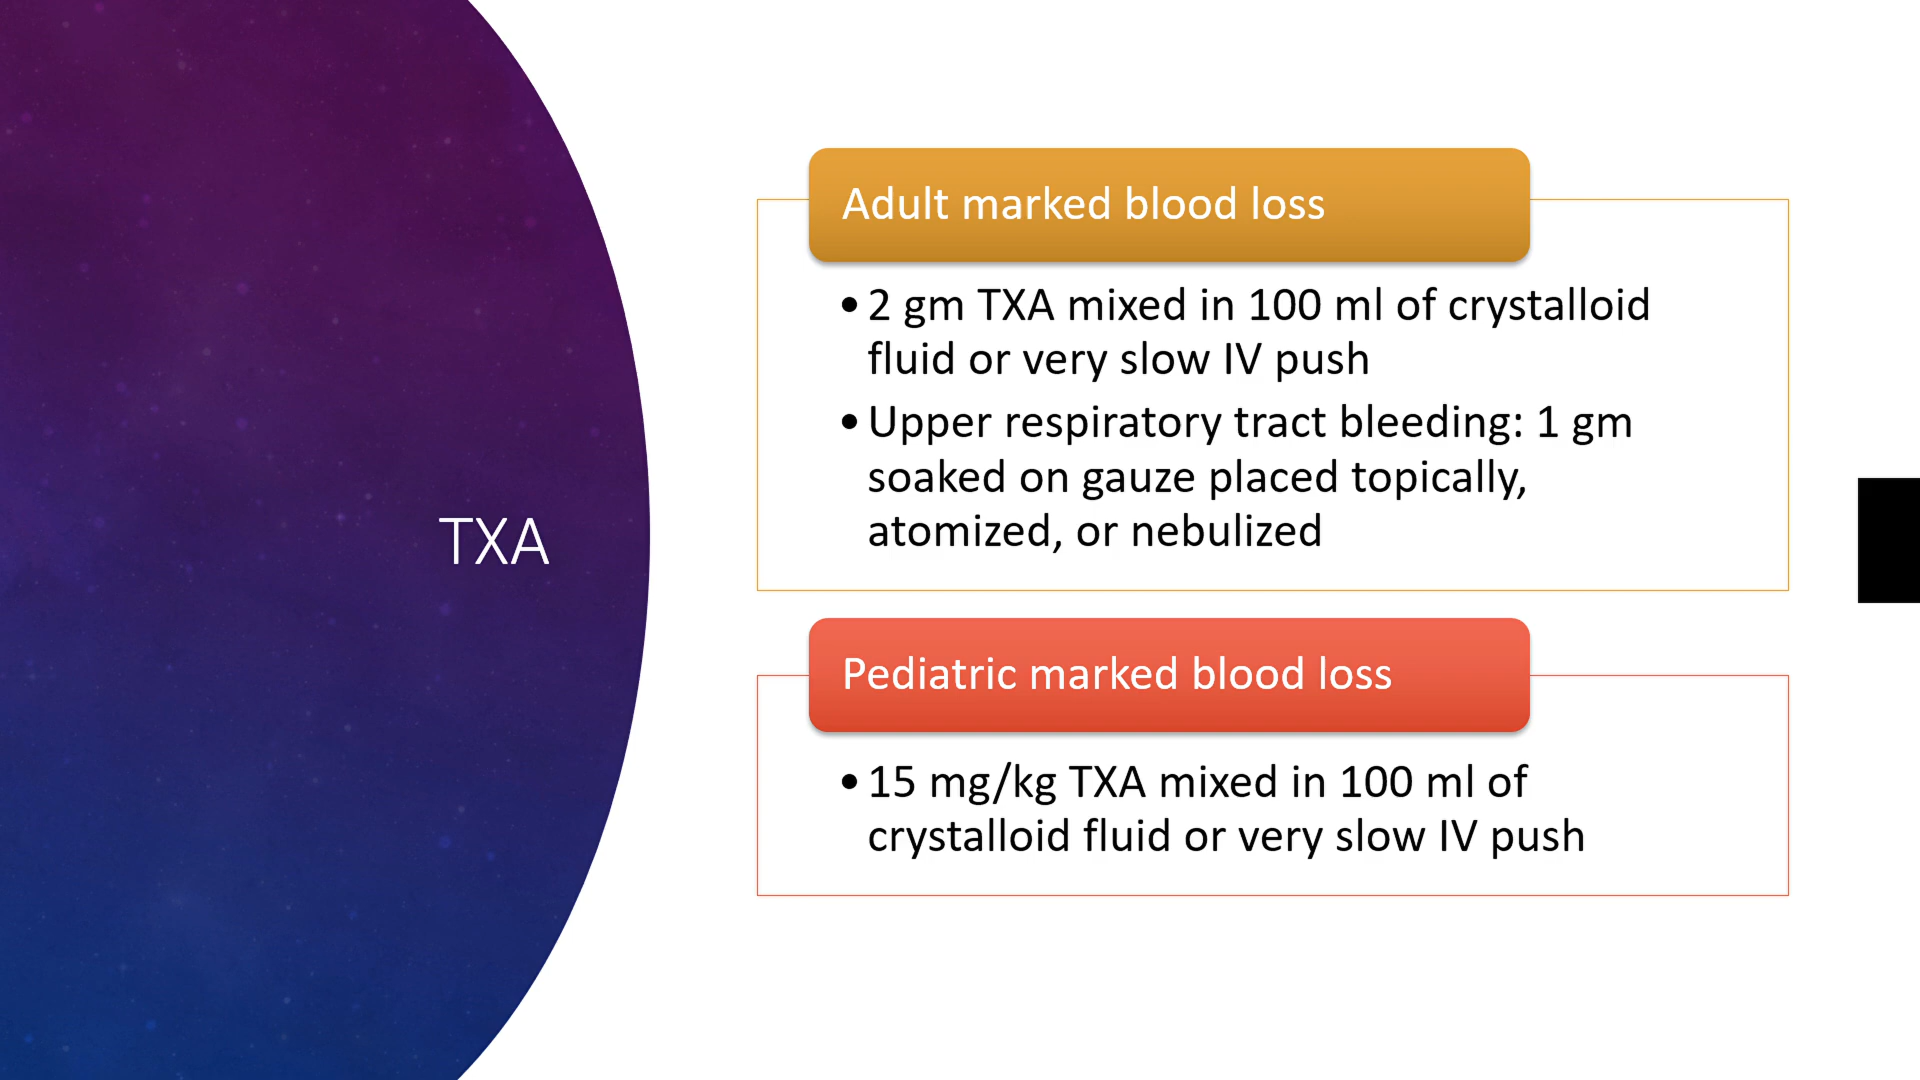 TXA
Adult marked blood loss
•2 gm TXA mixed in 100 ml of crystalloid
fluid or very slow IV push
•Upper respiratory tract bleeding: 1 gm
soaked on gauze placed topically,
atomized, or nebulized
Pediatric marked blood loss
•15 mg/kg TXA mixed in 100 ml of
crystalloid fluid or very slow IV push